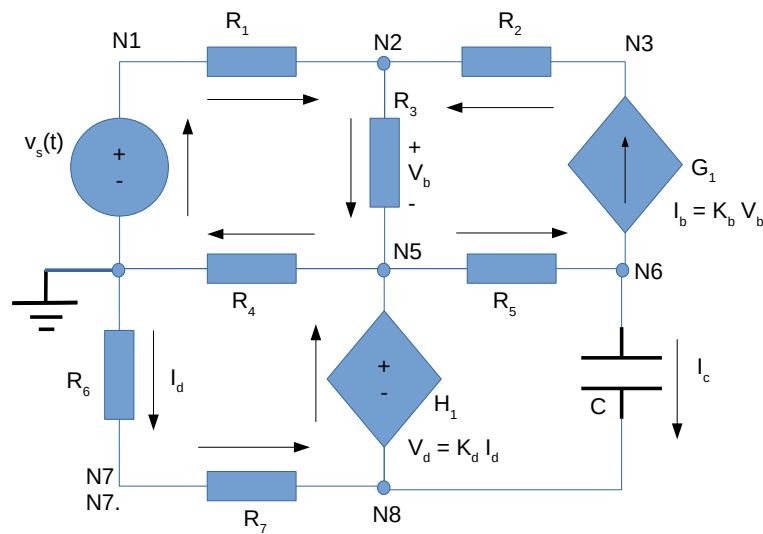 N1
R1
N2
R2
N3
R3
vs(t)
+
-
+
Vb
-
G1
Ib = Kb Vb
N5
N6
R4
R5
R6
Id
+
-
H1
Vd = Kd Id
C
Ic
N7
N7.
R7
N8